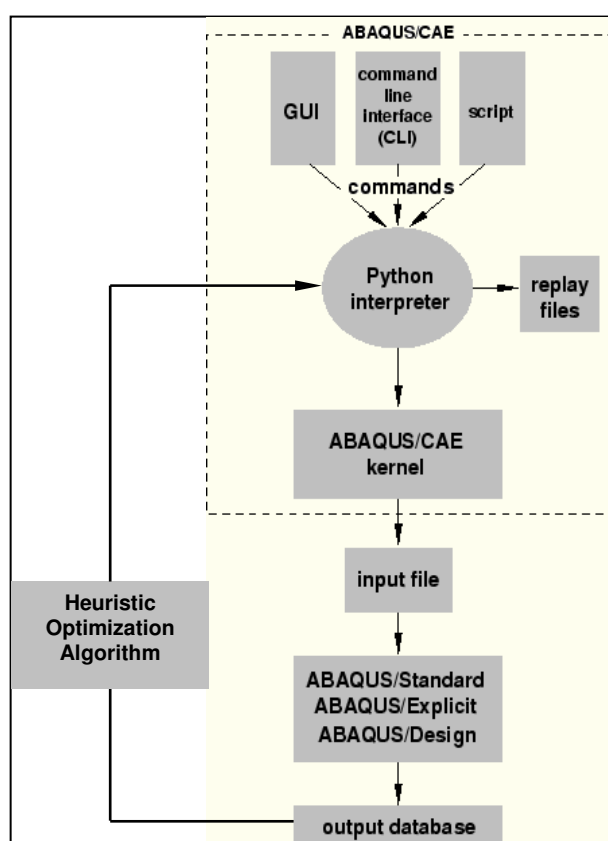 ABAQUS/CAE
GUI
command
line
interface
(CLI)
script
commands
Python
interpreter
replay
files
ABAQUS/CAE
kernel
input file
Heuristic
Optimization
Algorithm
ABAQUS/Standard
ABAQUS/Explicit
ABAQUS/Design
output database